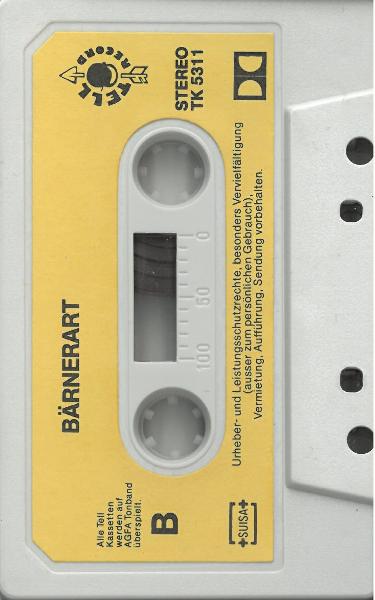 TELL
RECORD
BÄRNERART
STEREO
TK 5311
Alle Tell
Kassetten
werden auf
AGFA Tonband
überspielt.
B
100 50 0
SUISA
Urheber- und Leistungsschutzrechte, besonders Vervielfältigung
(ausser zum persönlichen Gebrauch),
Vermietung, Aufführung, Sendung vorbehalten.